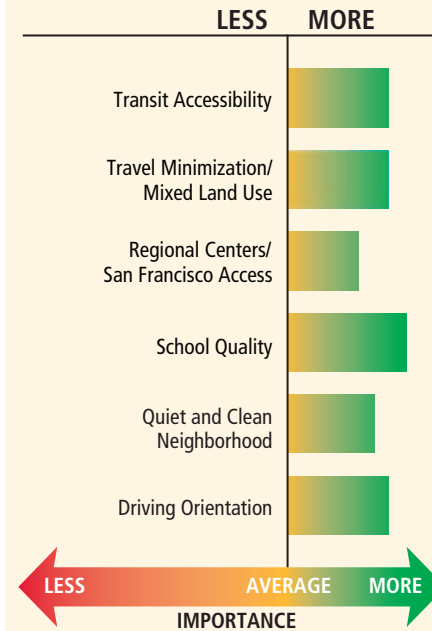 LESS MORE
Transit Accessibility
Travel Minimization/
Mixed Land Use
Regional Centers/
San Francisco Access
School Quality
Quiet and Clean
Neighborhood
Driving Orientation
LESS AVERAGE MORE
IMPORTANCE